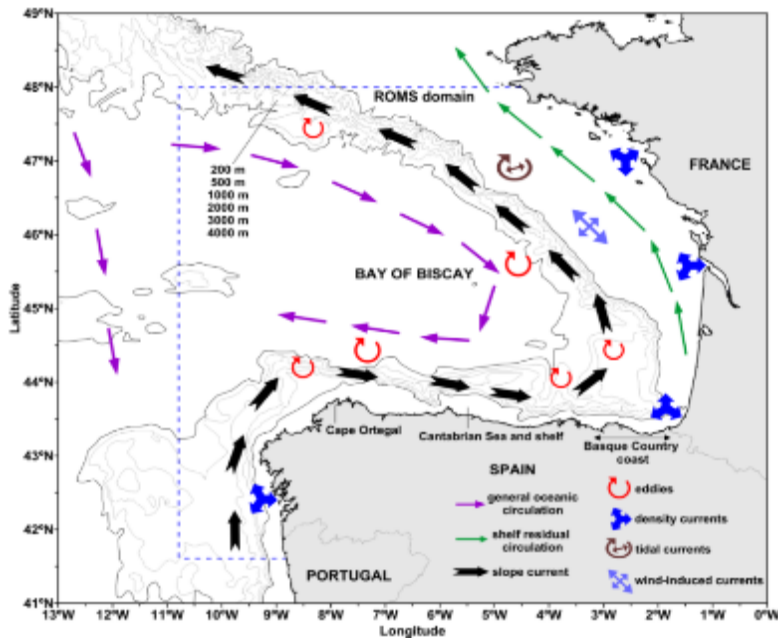 49°N
48°N
47°N
46°N
45°N
44°N
43°N
42°N
41°N
Latitude
ROMS domain
FRANCE
200 m
500 m
1000 m
2000 m
3000 m
4000 m
BAY OF BISCAY
Cape Ortegal
Cantabrian Sea and shelf
Basque Country
coast
SPAIN
general oceanic
circulation
shelf residual
circulation
slope current
eddies
density currents
tidal currents
wind-induced currents
PORTUGAL
13°W 12°W 11°W 10°W 9°W 8°W 7°W 6°W 5°W 4°W 3°W 2°W 1°W 0°W
Longitude